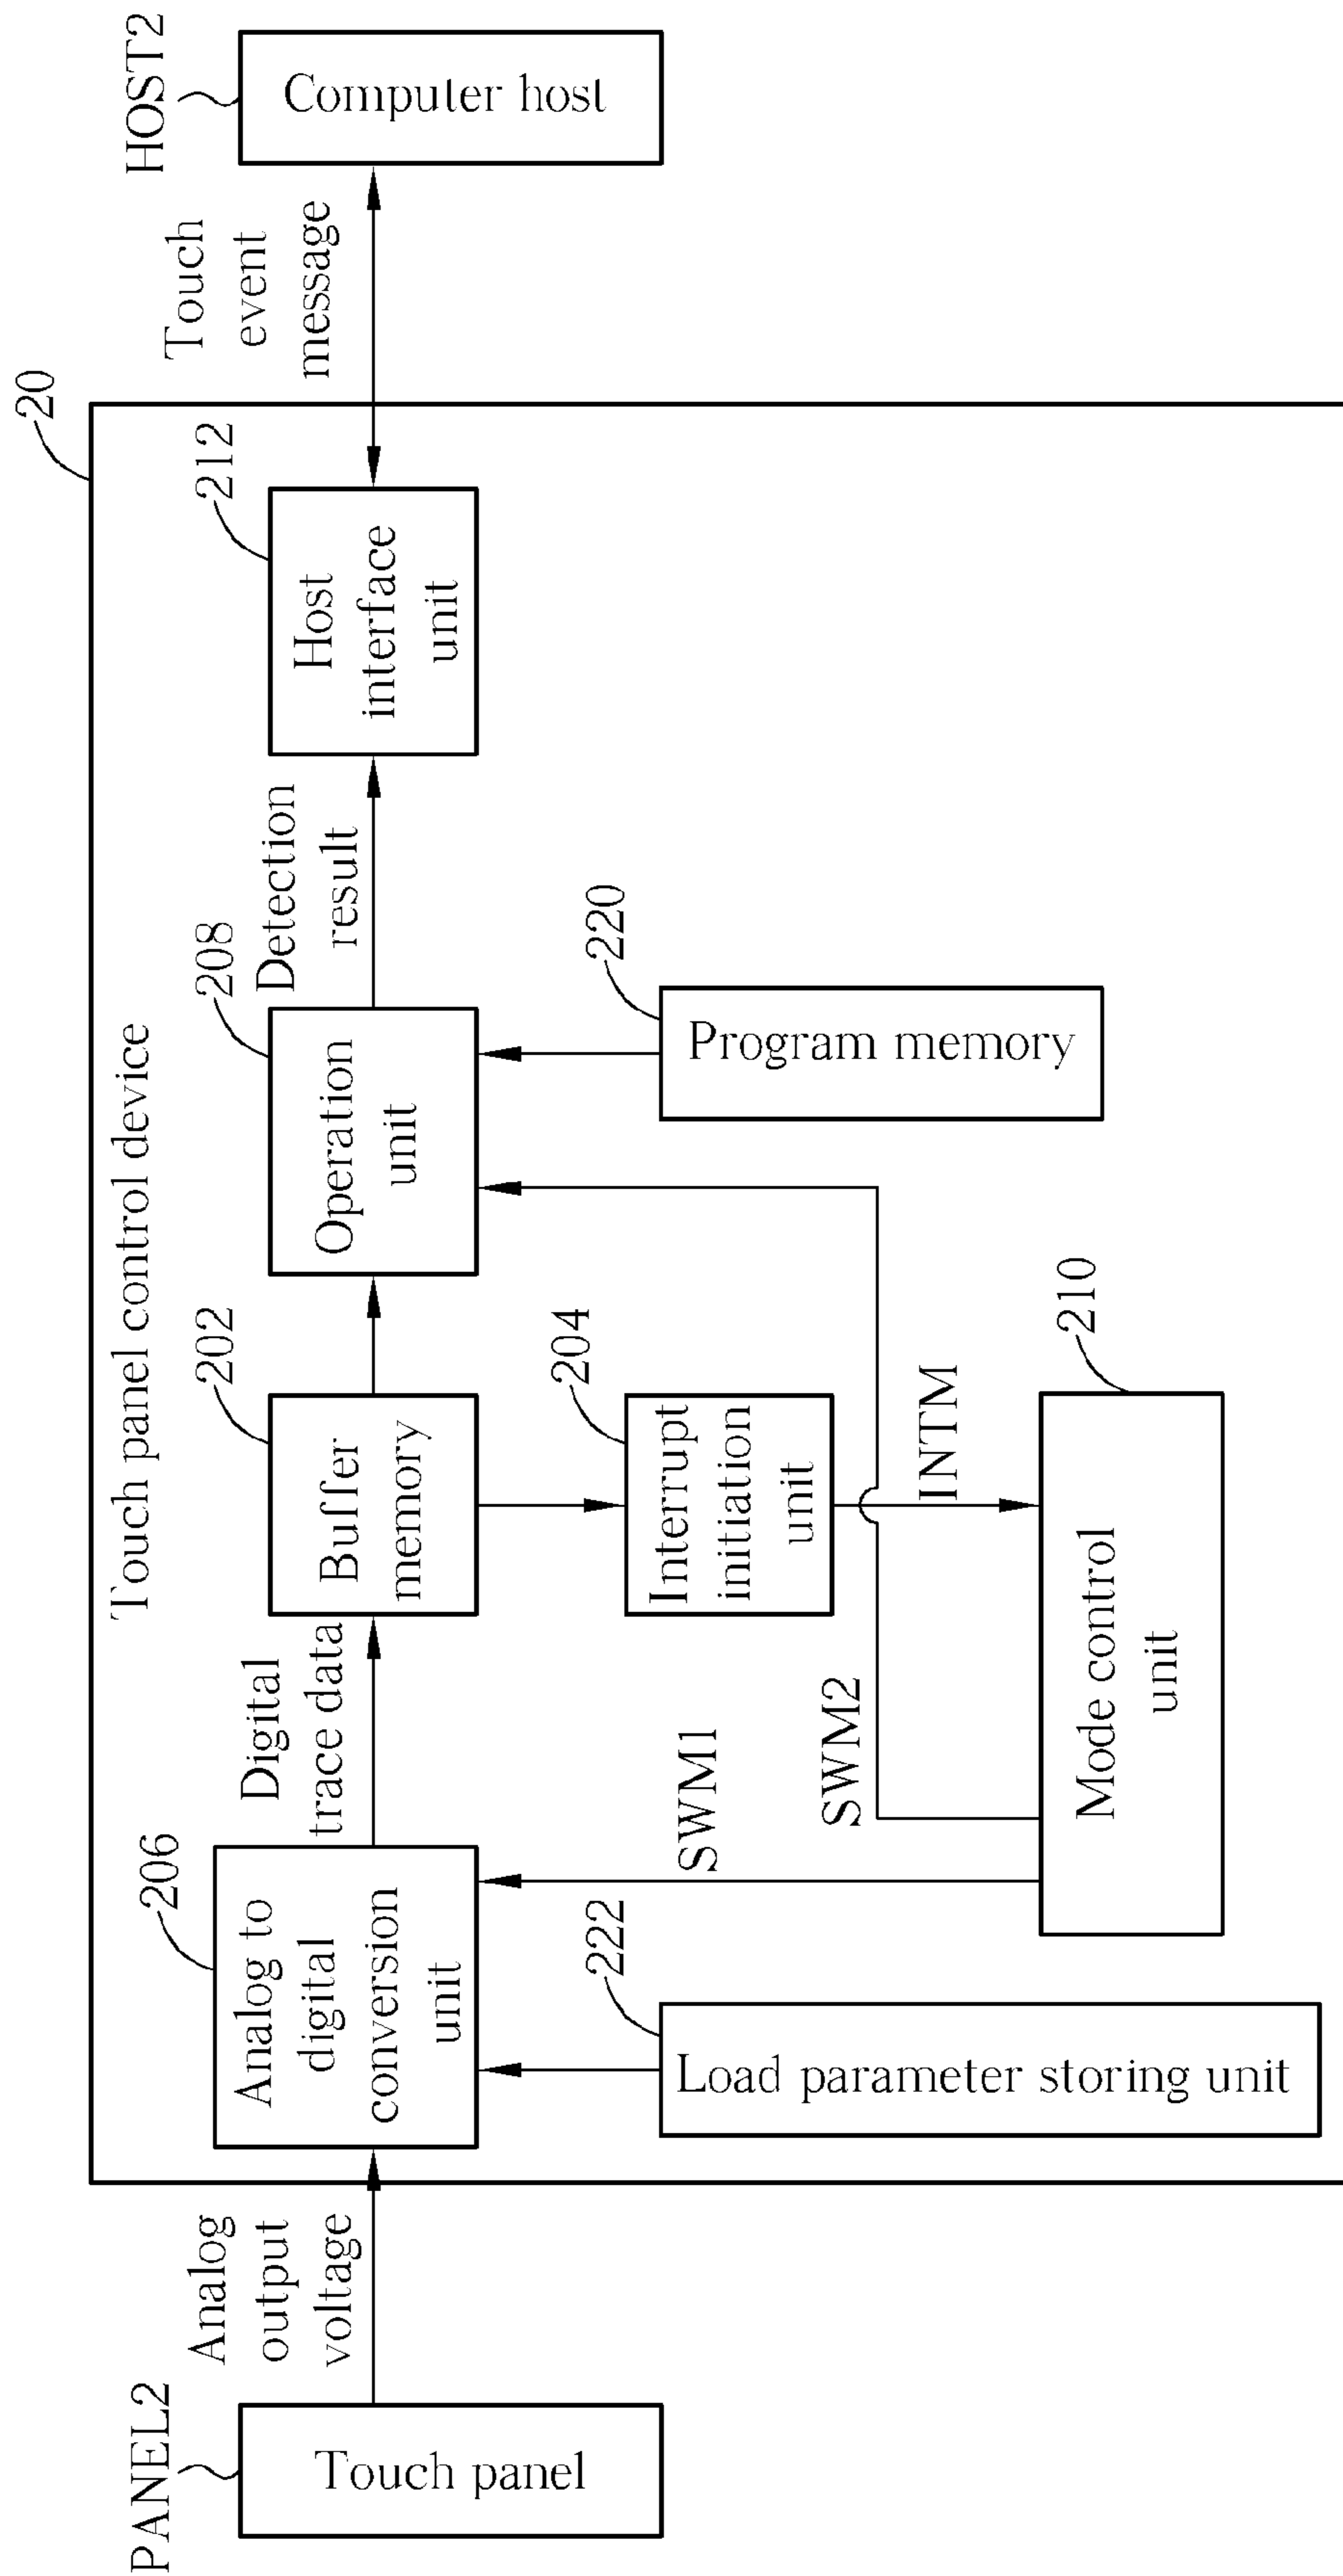 20
Touch panel control device
PANEL2
Touch panel
Analog
output
voltage
206
Analog to
digital
conversion
unit
Digital
trace data
202
Buffer
memory
208
Operation
unit
Detection
result
212
Host
interface
unit
Touch
event
message
HOST2
Computer host
222
Load parameter storing unit
SWM1
SWM2
204
Interrupt
initiation
unit
INTM
210
Mode control
unit
220
Program memory